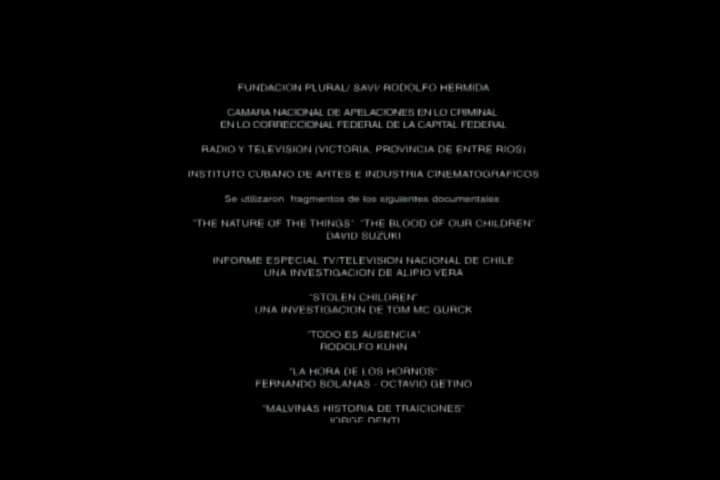 FUNDACION PLURAL/ SAVI/ RODOLFO HERMIDA
CAMARA NACIONAL DE APELACIONES EN LO CRIMINAL
EN LO CORRECCIONAL FEDERAL DE LA CAPITAL FEDERAL
RADIO Y TELEVISION (VICTORIA, PROVINCIA DE ENTRE RIOS)
INSTITUTO CUBANO DE ARTES E INDUSTRIA CINEMATOGRAFICOS
Se utilizaron fragmentos de los siguientes documentales
"THE NATURE OF THE THINGS" "THE BLOOD OF OUR CHILDREN"
DAVID SUZUKI
INFORME ESPECIAL TV/TELEVISION NACIONAL DE CHILE
UNA INVESTIGACION DE ALIPIO VERA
"STOLEN CHILDREN"
UNA INVESTIGACION DE TOM MC GURCK
"TODO ES AUSENCIA"
RODOLFO KUHN
"LA HORA DE LOS HORNOS"
FERNANDO SOLANAS - OCTAVIO GETINO
"MALVINAS HISTORIA DE TRAICIONES"
JORGE DENTI